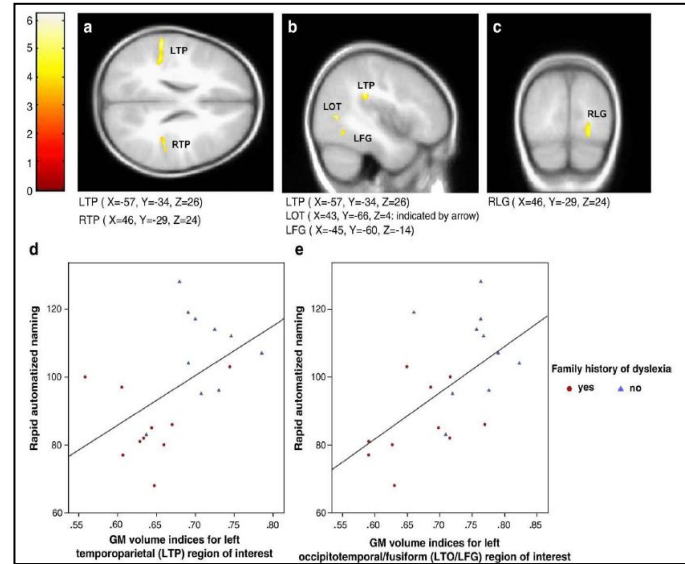 6
5
4
3
2
1
0
a
LTP
RTP
b
LTP
LOT
LFG
c
RLG
LTP (X=-57, Y=-34, Z=26)
RTP (X=46, Y=-29, Z=24)
LTP (X=-57, Y=-34, Z=26)
LOT (X=43, Y=-66, Z=4: indicated by arrow)
LFG (X=-45, Y=-60, Z=-14)
RLG (X=46, Y=-29, Z=24)
d
Rapid automatized naming
120
100
80
60
.55 .60 .65 .70 .75 .80
GM volume indices for left
temporoparietal (LTP) region of interest
e
Rapid automatized naming
120
100
80
60
.55 .60 .65 .70 .75 .80 .85
GM volume indices for left
occipitotemporal/fusiform (LTO/LFG) region of interest
Family history of dyslexia
yes no